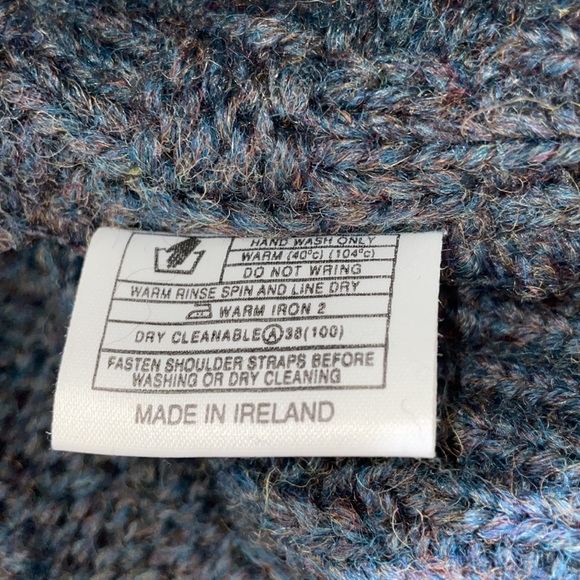 HAND WASH ONLY
WARM (40°c) (104°c)
DO NOT WRING
WARM RINSE SPIN AND LINE DRY
WARM IRON 2
DRY CLEANABLE Ⓐ38(100)
FASTEN SHOULDER STRAPS BEFORE
WASHING OR DRY CLEANING
MADE IN IRELAND